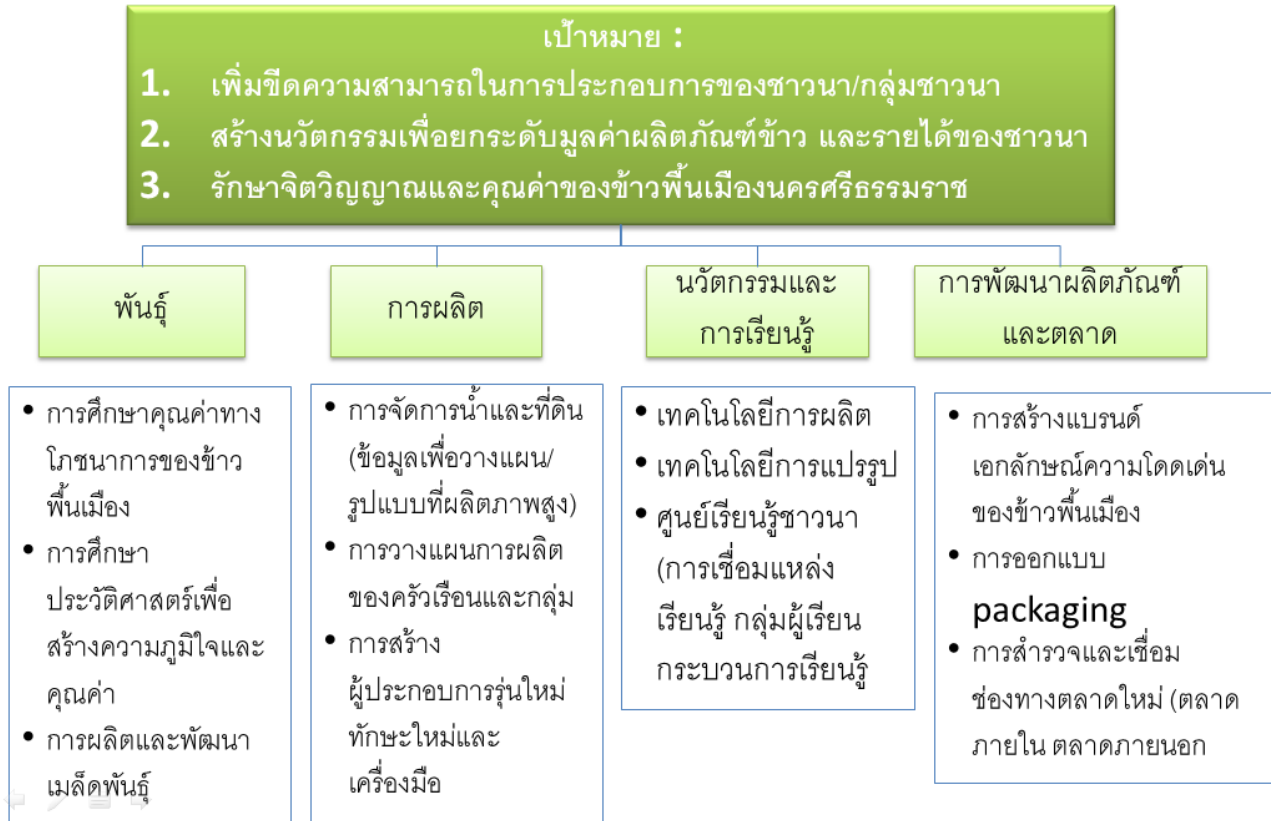 เป้าหมาย :
1. เพิ่มขีดความสามารถในการประกอบการของชาวนา/กลุ่มชาวนา
2. สร้างนวัตกรรมเพื่อยกระดับมูลค่าผลิตภัณฑ์ข้าว และรายได้ของชาวนา
3. รักษาจิตวิญญาณและคุณค่าของข้าวพื้นเมืองนครศรีธรรมราช
พันธุ์
• การศึกษาคุณค่าทาง
โภชนาการของข้าว
พื้นเมือง
• การศึกษา
ประวัติศาสตร์เพื่อ
สร้างความภูมิใจและ
คุณค่า
• การผลิตและพัฒนา
เมล็ดพันธุ์
การผลิต
• การจัดการน้ำและที่ดิน
(ข้อมูลเพื่อวางแผน/
รูปแบบที่ผลิตภาพสูง)
• การวางแผนการผลิต
ของครัวเรือนและกลุ่ม
• การสร้าง
ผู้ประกอบการรุ่นใหม่
ทักษะใหม่และ
เครื่องมือ
นวัตกรรมและ
การเรียนรู้
• เทคโนโลยีการผลิต
• เทคโนโลยีการแปรรูป
• ศูนย์เรียนรู้ชาวนา
(การเชื่อมแหล่ง
เรียนรู้ กลุ่มผู้เรียน
กระบวนการเรียนรู้
การพัฒนาผลิตภัณฑ์
และตลาด
• การสร้างแบรนด์
เอกลักษณ์ความโดดเด่น
ของข้าวพื้นเมือง
• การออกแบบ
packaging
• การสำรวจและเชื่อม
ช่องทางตลาดใหม่ (ตลาด
ภายใน ตลาดภายนอก